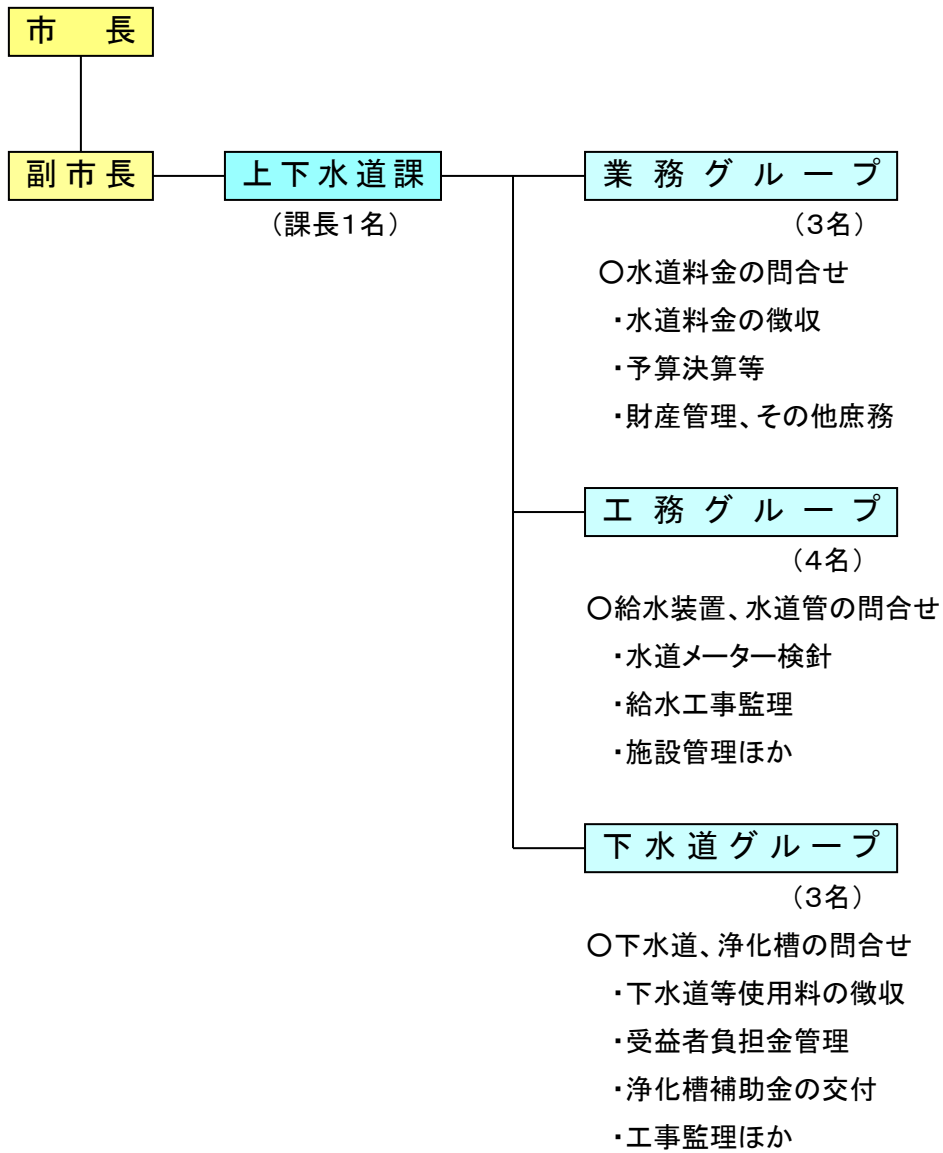 市　長
副市長
上下水道課
（課長１名）
業務グループ
（３名）
〇水道料金の問合せ
・水道料金の徴収
・予算決算等
・財産管理、その他庶務
工務グループ
（４名）
〇給水装置、水道管の問合せ
・水道メーター検針
・給水工事監理
・施設管理ほか
下水道グループ
（３名）
〇下水道、浄化槽の問合せ
・下水道等使用料の徴収
・受益者負担金管理
・浄化槽補助金の交付
・工事監理ほか